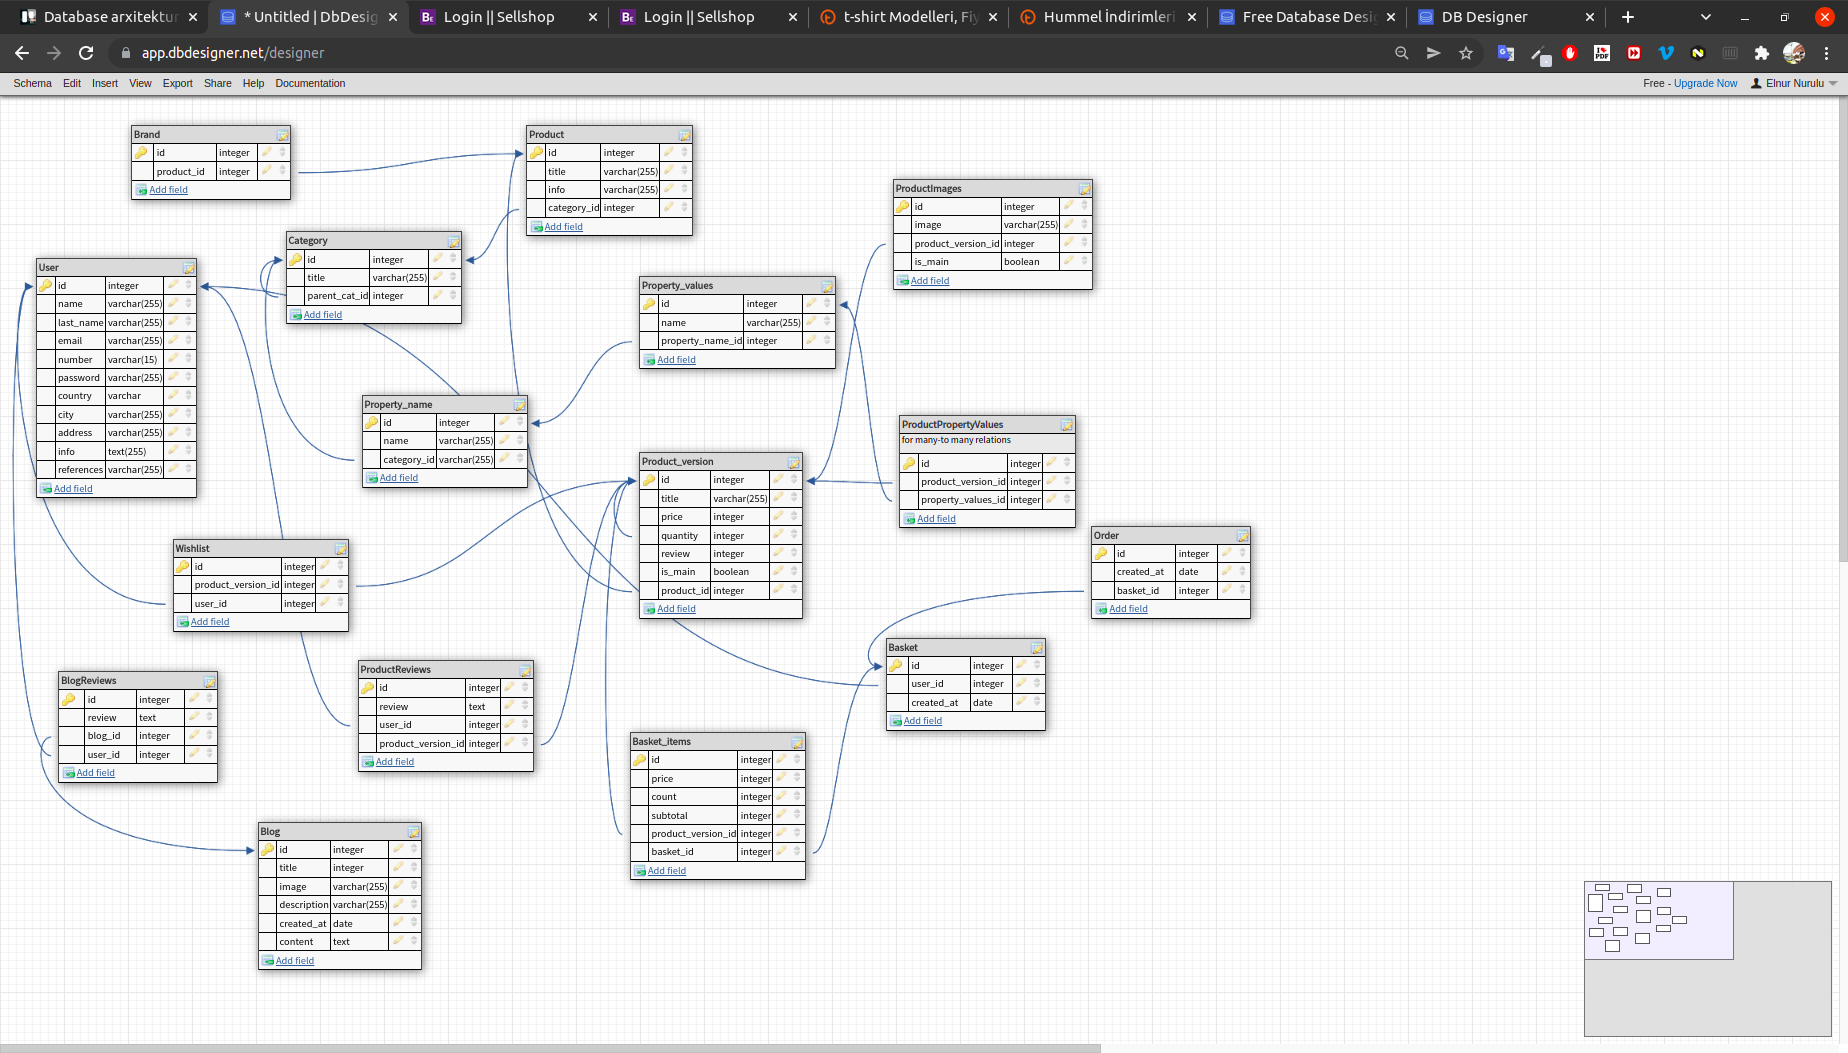 Database arxitektur
* Untitled | DbDesig
Login || Sellshop
Login || Sellshop
t-shirt Modelleri, Fiy
Hummel İndirimleri
Free Database Desi
DB Designer
app.dbdesigner.net/designer
Schema Edit Insert View Export Share Help Documentation
Free - Upgrade Now Elnur Nurulu
Brand
id integer
product_id integer
Add field
Product
id integer
title varchar(255)
info varchar(255)
category_id integer
Add field
ProductImages
id integer
image varchar(255)
product_version_id integer
is_main boolean
Add field
Category
id integer
title varchar(255)
parent_cat_id integer
Add field
User
id integer
name varchar(255)
last_name varchar(255)
email varchar(255)
number varchar(15)
password varchar(255)
country varchar
city varchar(255)
address varchar(255)
info text(255)
references varchar(255)
Add field
Property_values
id integer
name varchar(255)
property_name_id integer
Add field
Property_name
id integer
name varchar(255)
category_id varchar(255)
Add field
ProductPropertyValues
for many-to many relations
id integer
product_version_id integer
property_values_id integer
Add field
Product_version
id integer
title varchar(255)
price integer
quantity integer
review integer
is_main boolean
product_id integer
Add field
Order
id integer
created_at date
basket_id integer
Add field
Wishlist
id integer
product_version_id integer
user_id integer
Add field
Basket
id integer
user_id integer
created_at date
Add field
BlogReviews
id integer
review text
blog_id integer
user_id integer
Add field
ProductReviews
id integer
review text
user_id integer
product_version_id integer
Add field
Basket_items
id integer
price integer
count integer
subtotal integer
product_version_id integer
basket_id integer
Add field
Blog
id integer
title integer
image varchar(255)
description varchar(255)
created_at date
content text
Add field